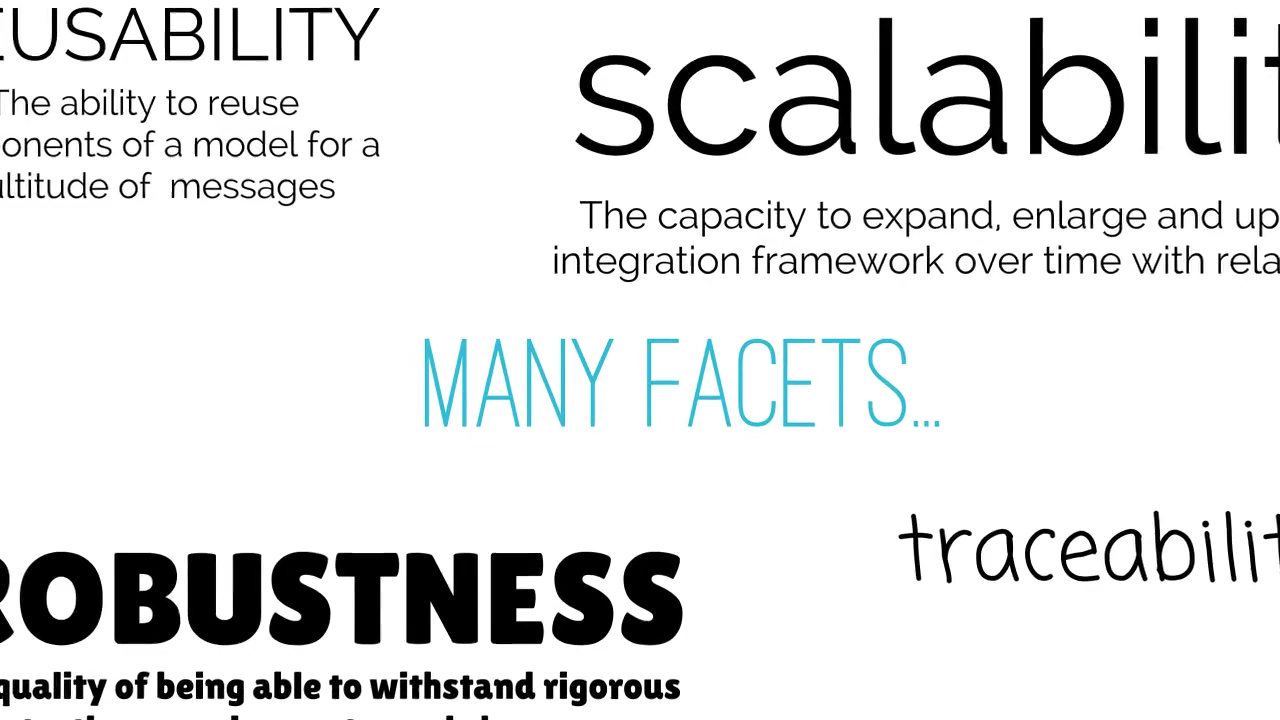 EUSABILITY
The ability to reuse
onents of a model for a
ltitude of messages
scalabilit
The capacity to expand, enlarge and up
integration framework over time with rela
MANY FACETS...
traceabilit
ROBUSTNESS
quality of being able to withstand rigorous